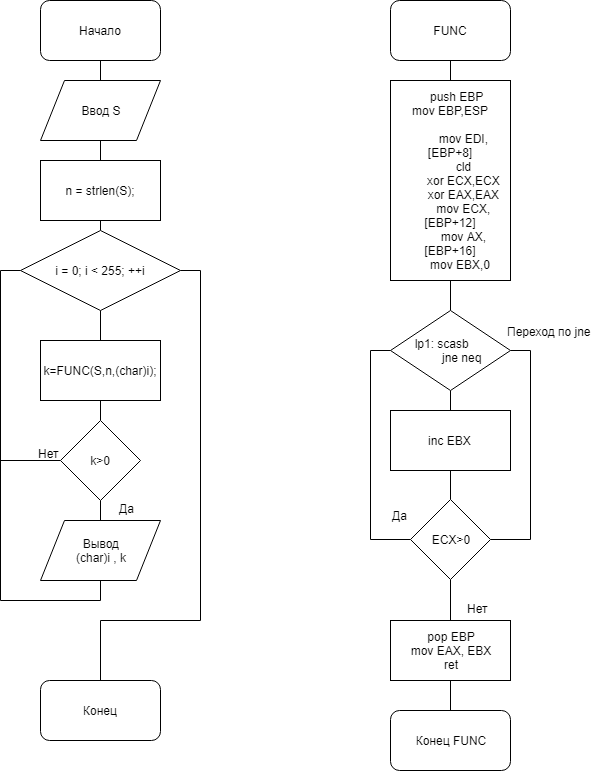 Начало
Ввод S
n = strlen(S);
i = 0; i < 255; ++i
k=FUNC(S,n,(char)i);
Нет
k>0
Да
Вывод
(char)i , k
Конец
FUNC
push EBP
mov EBP,ESP
mov EDI,
[EBP+8]
cld
xor ECX,ECX
xor EAX,EAX
mov ECX,
[EBP+12]
mov AX,
[EBP+16]
mov EBX,0
Переход по jne
lp1: scasb
jne neq
inc EBX
Да
ECX>0
Нет
pop EBP
mov EAX, EBX
ret
Конец FUNC